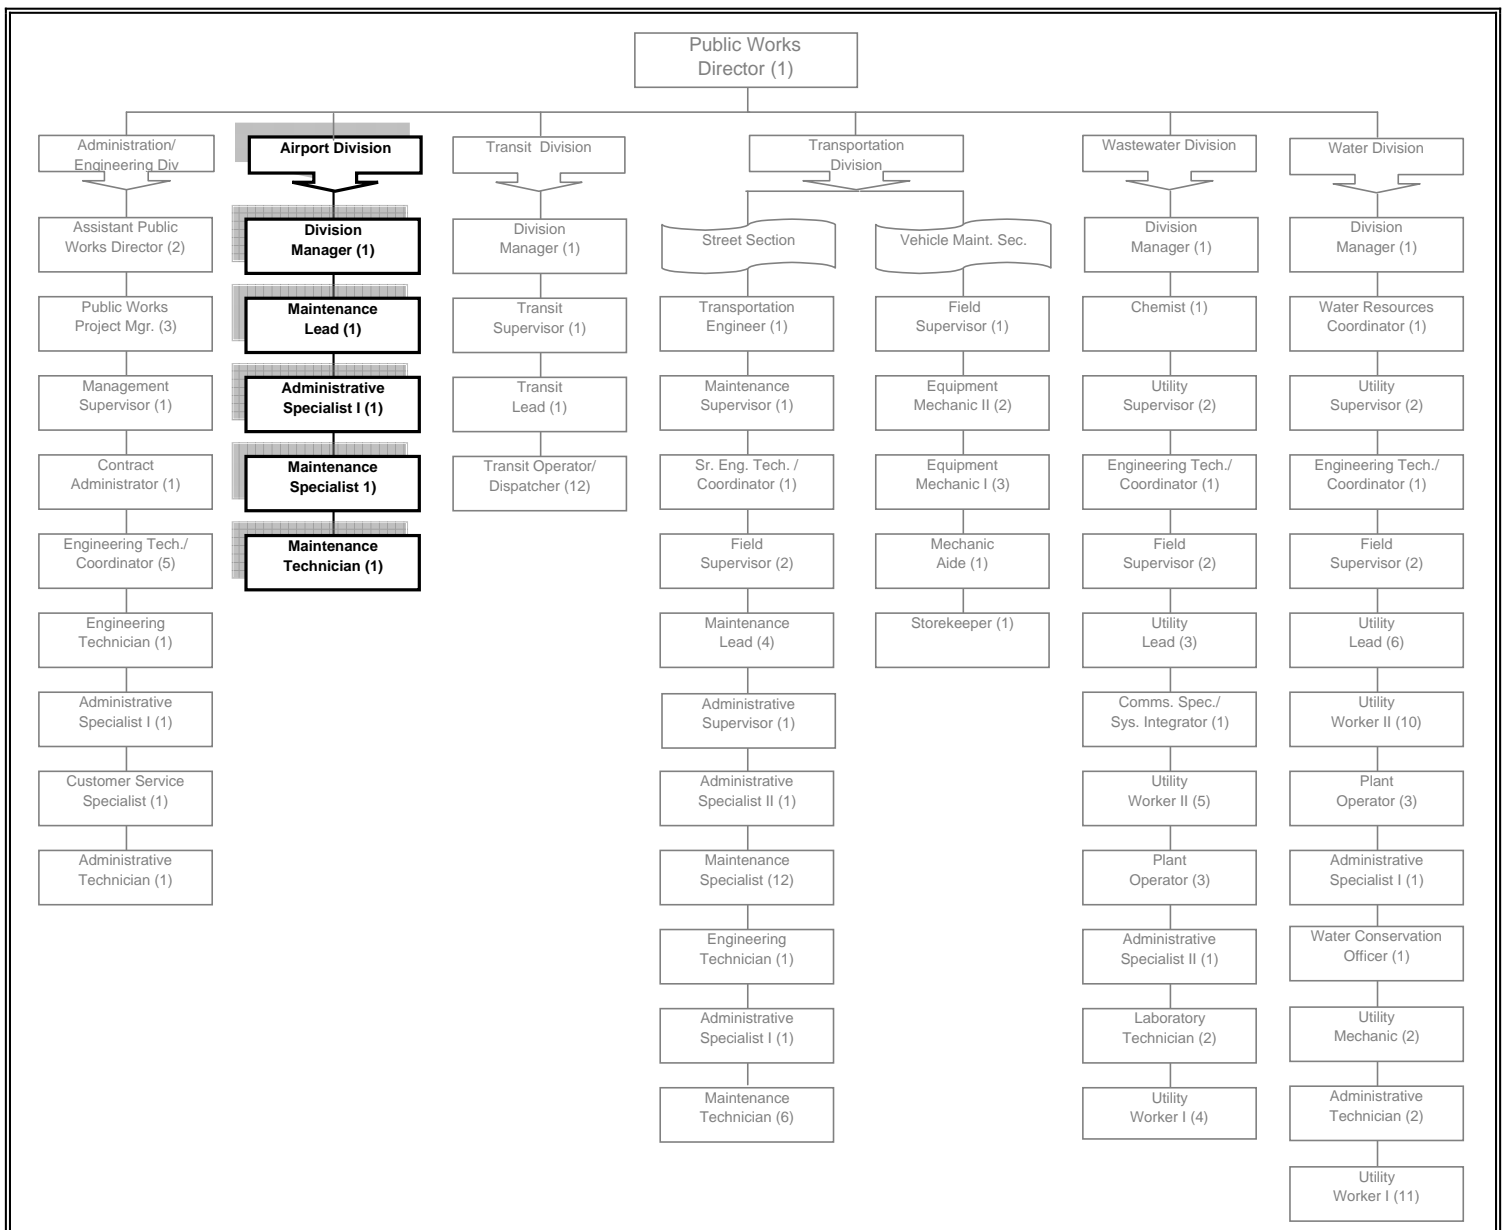 Public Works
Director (1)
Administration/
Engineering Div
Airport Division
Transit Division
Transportation
Division
Wastewater Division
Water Division
Assistant Public
Works Director (2)
Public Works
Project Mgr. (3)
Management
Supervisor (1)
Contract
Administrator (1)
Engineering Tech./
Coordinator (5)
Engineering
Technician (1)
Administrative
Specialist I (1)
Customer Service
Specialist (1)
Administrative
Technician (1)
Division
Manager (1)
Maintenance
Lead (1)
Administrative
Specialist I (1)
Maintenance
Specialist 1)
Maintenance
Technician (1)
Division
Manager (1)
Transit
Supervisor (1)
Transit
Lead (1)
Transit Operator/
Dispatcher (12)
Street Section
Transportation
Engineer (1)
Maintenance
Supervisor (1)
Sr. Eng. Tech. /
Coordinator (1)
Field
Supervisor (2)
Maintenance
Lead (4)
Administrative
Supervisor (1)
Administrative
Specialist II (1)
Maintenance
Specialist (12)
Engineering
Technician (1)
Administrative
Specialist I (1)
Maintenance
Technician (6)
Vehicle Maint. Sec.
Field
Supervisor (1)
Equipment
Mechanic II (2)
Equipment
Mechanic I (3)
Mechanic
Aide (1)
Storekeeper (1)
Division
Manager (1)
Chemist (1)
Utility
Supervisor (2)
Engineering Tech./
Coordinator (1)
Field
Supervisor (2)
Utility
Lead (3)
Comms. Spec./
Sys. Integrator (1)
Utility
Worker II (5)
Plant
Operator (3)
Administrative
Specialist II (1)
Laboratory
Technician (2)
Utility
Worker I (4)
Division
Manager (1)
Water Resources
Coordinator (1)
Utility
Supervisor (2)
Engineering Tech./
Coordinator (1)
Field
Supervisor (2)
Utility
Lead (6)
Utility
Worker II (10)
Plant
Operator (3)
Administrative
Specialist I (1)
Water Conservation
Officer (1)
Utility
Mechanic (2)
Administrative
Technician (2)
Utility
Worker I (11)